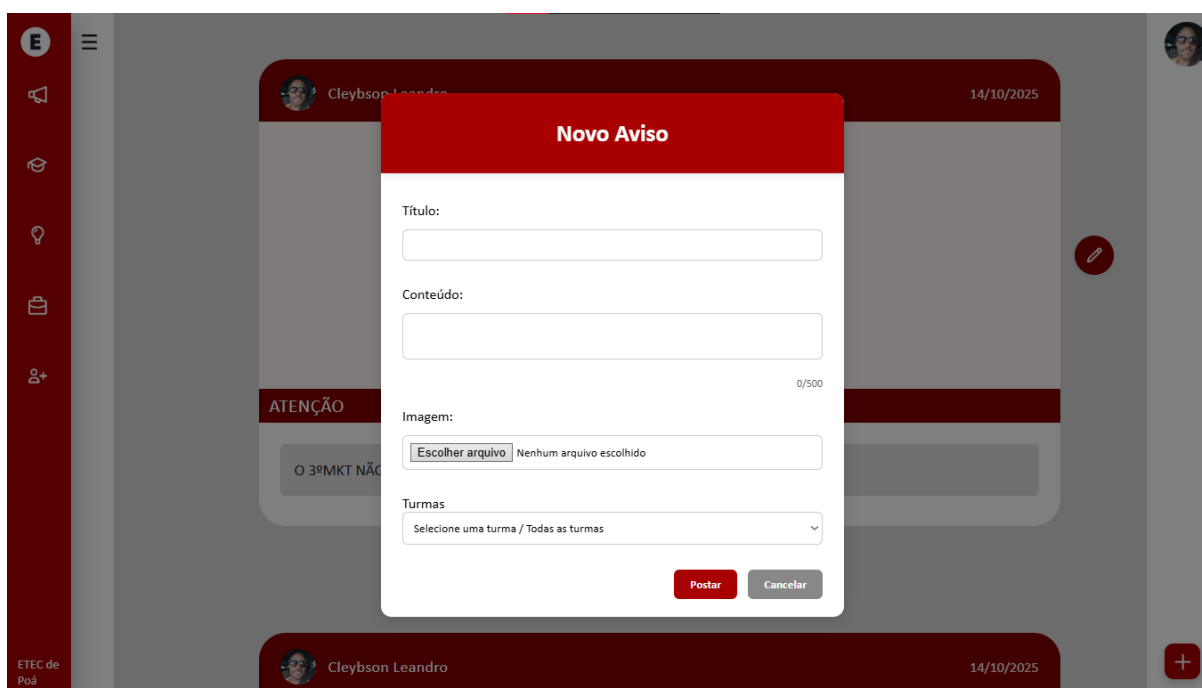 E
Cleybson Leandro 14/10/2025
Novo Aviso
Título:
Conteúdo:
0/500
ATENÇÃO
Imagem:
Escolher arquivo Nenhum arquivo escolhido
O 3ºMKT NÃO
Turmas
Selecione uma turma / Todas as turmas
Postar Cancelar
ETEC de
Poá
Cleybson Leandro 14/10/2025